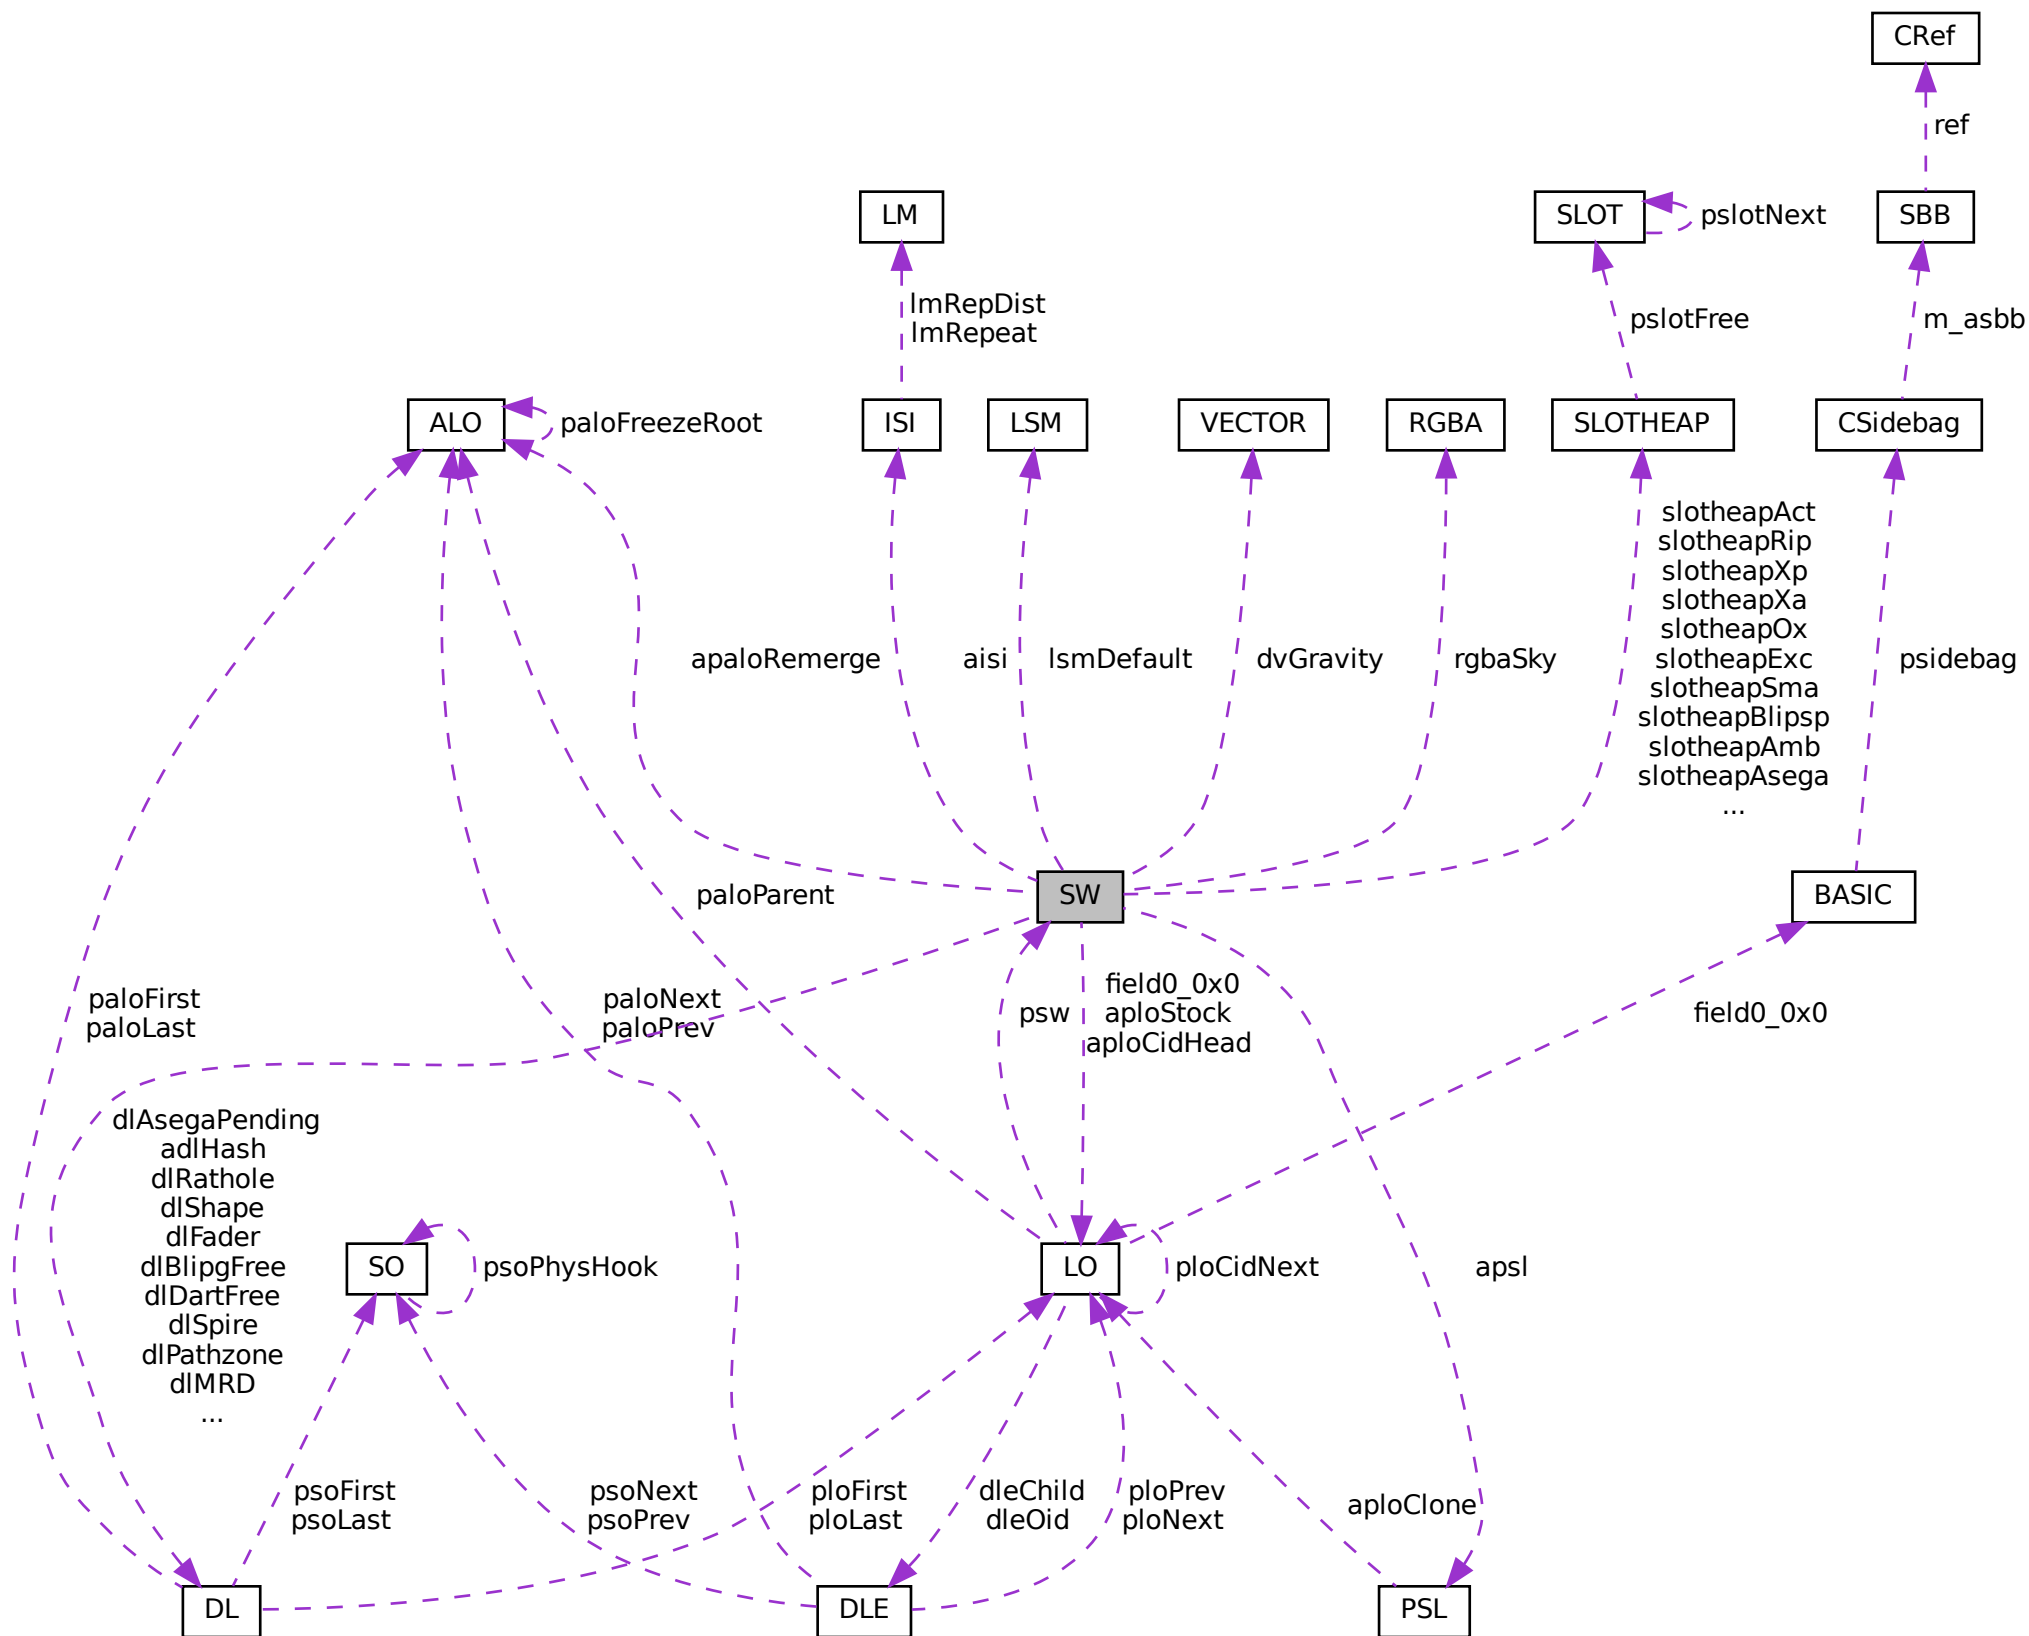 CRef
ref
LM
SLOT
pslotNext
SBB
lmRepDist
lmRepeat
pslotFree
m_asbb
ALO
paloFreezeRoot
ISI
LSM
VECTOR
RGBA
SLOTHEAP
CSidebag
slotheapAct
slotheapRip
slotheapXp
slotheapXa
slotheapOx
slotheapExc
slotheapSma
slotheapBlipsp
slotheapAmb
slotheapAsega
...
apaloRemerge
aisi
lsmDefault
dvGravity
rgbaSky
psidebag
paloParent
SW
BASIC
paloFirst
paloLast
paloNext
paloPrev
psw
field0_0x0
aploStock
aploCidHead
field0_0x0
dlAsegaPending
adlHash
dlRathole
dlShape
dlFader
dlBlipgFree
dlDartFree
dlSpire
dlPathzone
dlMRD
...
SO
psoPhysHook
LO
ploCidNext
apsl
psoFirst
psoLast
psoNext
psoPrev
ploFirst
ploLast
dleChild
dleOid
ploPrev
ploNext
aploClone
DL
DLE
PSL